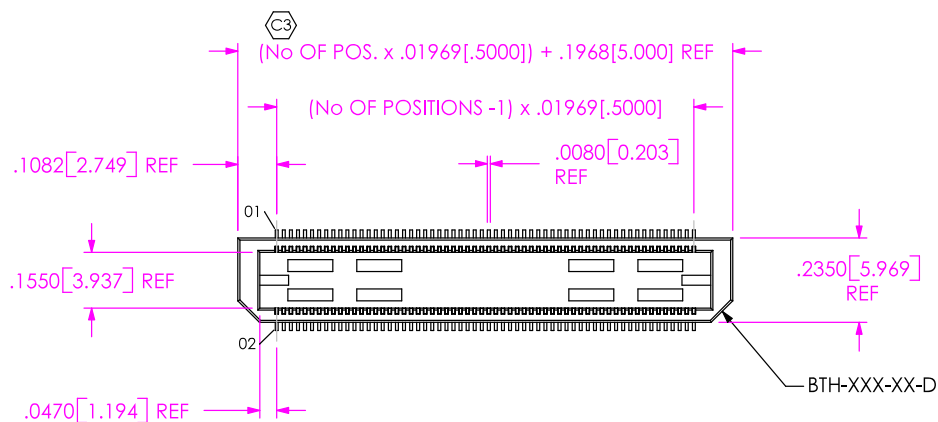 C3
(No OF POS. x .01969[.5000]) + .1968[5.000] REF
(No OF POSITIONS -1) x .01969[.5000]
.1082[2.749] REF
.0080[0.203]
REF
01
.1550[3.937] REF
.2350[5.969]
REF
02
BTH-XXX-XX-D
.0470[1.194] REF